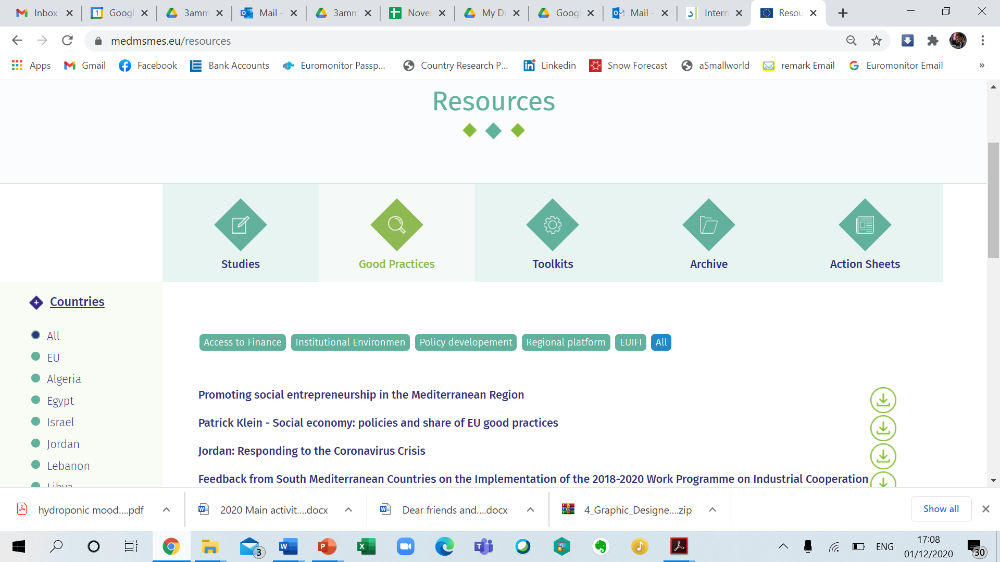 Inbox
1 Googl
3amm
Mail -
3amm
Nover
My Dr
Googl
Mail -
Intern
Resou
medmsmes.eu/resources
Apps
Gmail
Facebook
Bank Accounts
Euromonitor Passp...
Country Research P...
Linkedin
Snow Forecast
aSmallworld
remark Email
Euromonitor Email
»
Resources
Studies
Good Practices
Toolkits
Archive
Action Sheets
Countries
All
EU
Algeria
Egypt
Israel
Jordan
Lebanon
Libya
Access to Finance
Institutional Environmen
Policy developement
Regional platform
EUIFI
All
Promoting social entrepreneurship in the Mediterranean Region
Patrick Klein - Social economy: policies and share of EU good practices
Jordan: Responding to the Coronavirus Crisis
Feedback from South Mediterranean Countries on the Implementation of the 2018-2020 Work Programme on Industrial Cooperation
hydroponic mood....pdf
2020 Main activit....docx
Dear friends and....docx
4_Graphic_Designe....zip
Show all
3
ENG
17:08
01/12/2020
30